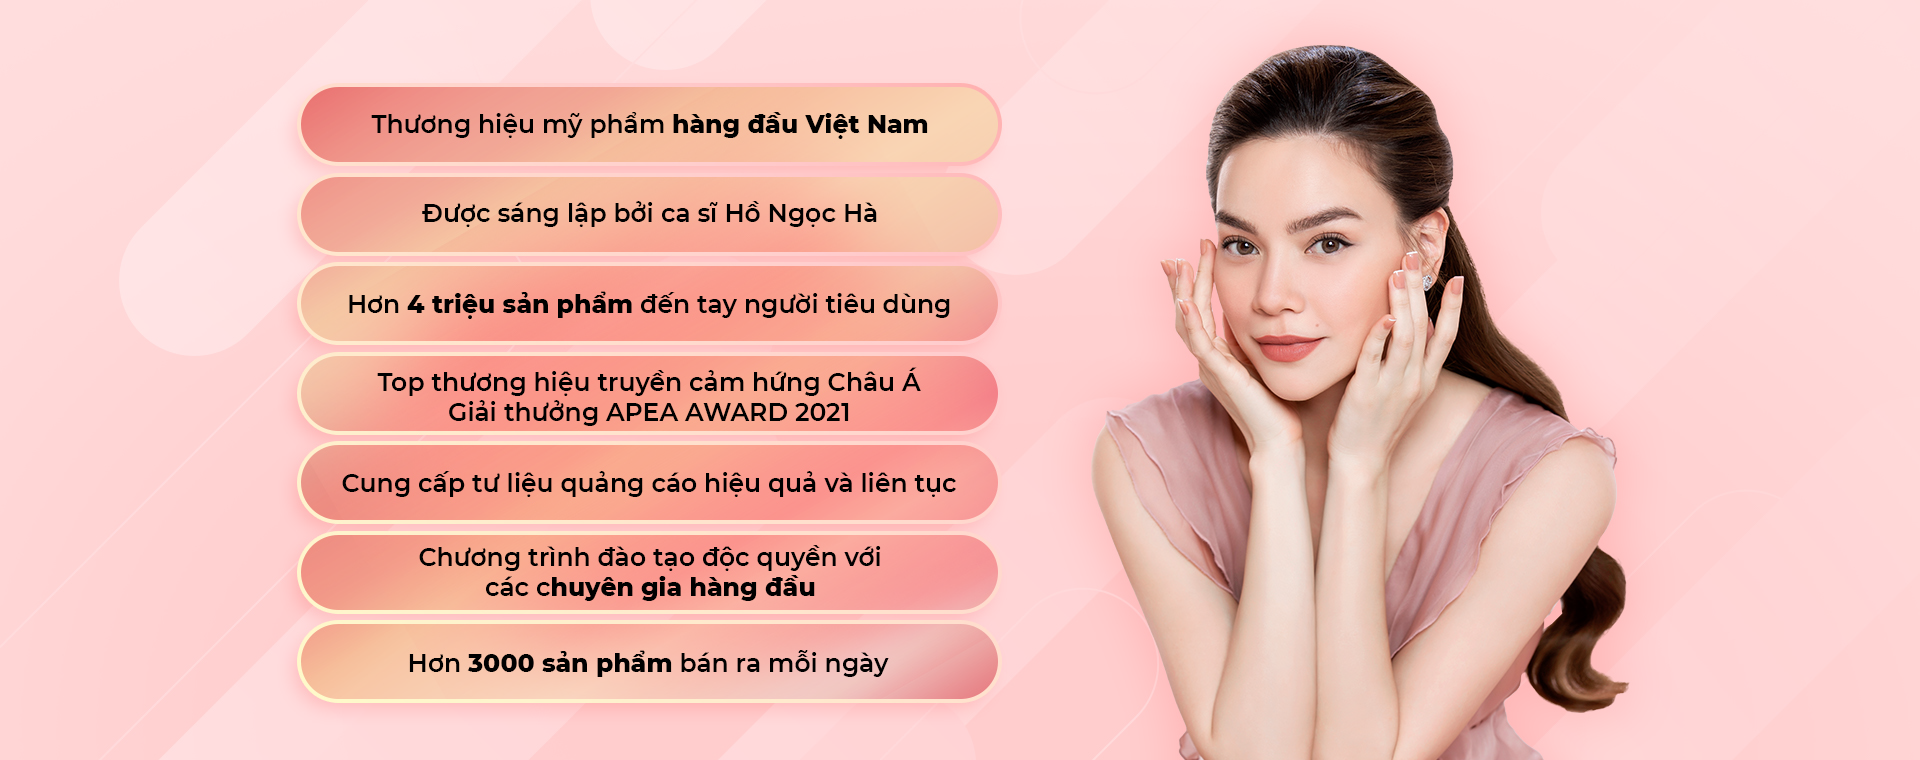 Thương hiệu mỹ phẩm hàng đầu Việt Nam
Được sáng lập bởi ca sĩ Hồ Ngọc Hà
Hơn 4 triệu sản phẩm đến tay người tiêu dùng
Top thương hiệu truyền cảm hứng Châu Á
Giải thưởng APEA AWARD 2021
Cung cấp tư liệu quảng cáo hiệu quả và liên tục
Chương trình đào tạo độc quyền với
các chuyên gia hàng đầu
Hơn 3000 sản phẩm bán ra mỗi ngày